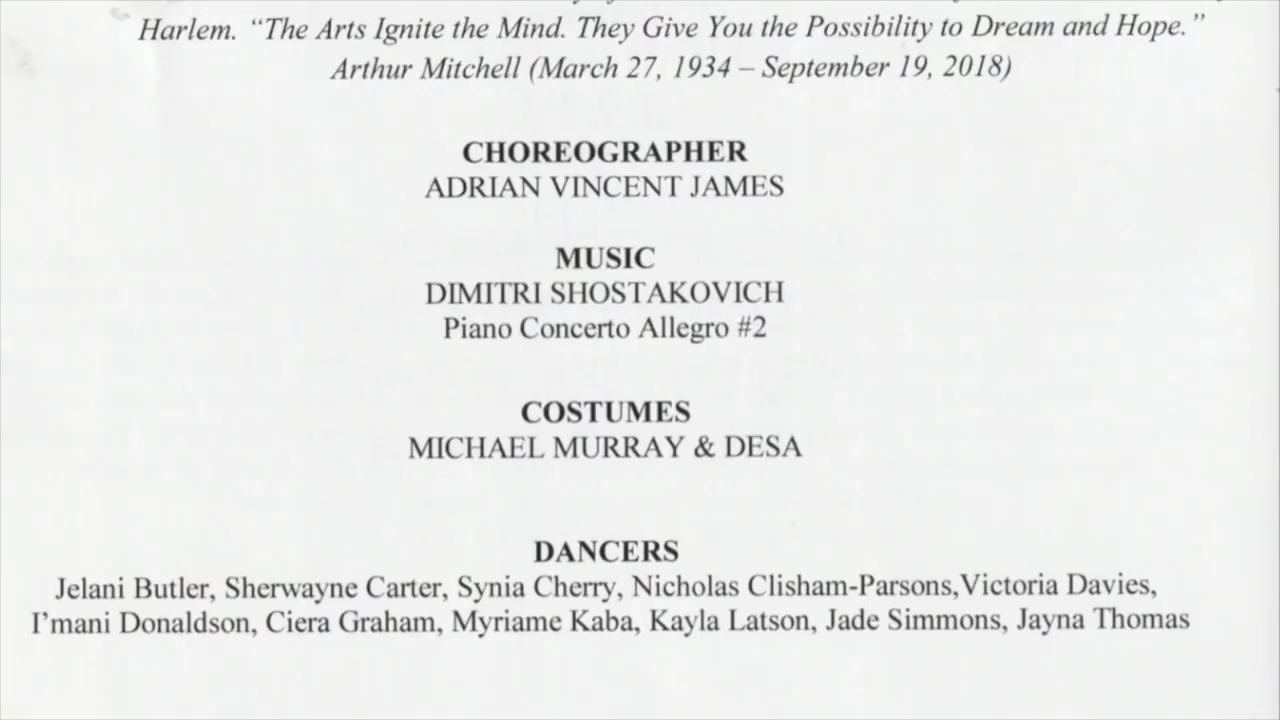 Harlem. “The Arts Ignite the Mind. They Give You the Possibility to Dream and Hope.”
Arthur Mitchell (March 27, 1934 – September 19, 2018)
CHOREOGRAPHER
ADRIAN VINCENT JAMES
MUSIC
DIMITRI SHOSTAKOVICH
Piano Concerto Allegro #2
COSTUMES
MICHAEL MURRAY & DESA
DANCERS
Jelani Butler, Sherwayne Carter, Synia Cherry, Nicholas Clisham-Parsons,Victoria Davies,
I’mani Donaldson, Ciera Graham, Myriame Kaba, Kayla Latson, Jade Simmons, Jayna Thomas